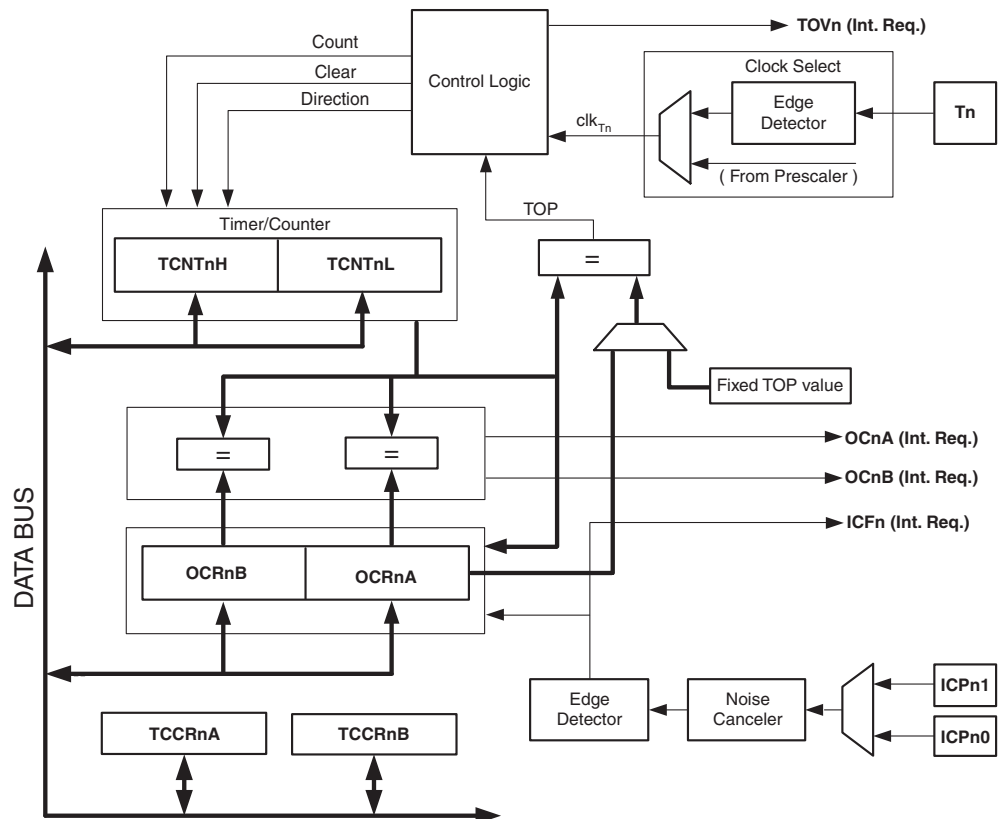 TOVn (Int. Req.)
Count
Clear
Direction
Control Logic
Clock Select
Edge
Detector
Tn
clkTn
( From Prescaler )
TOP
Timer/Counter
TCNTnH
TCNTnL
=
Fixed TOP value
=
=
OCnA (Int. Req.)
OCnB (Int. Req.)
ICFn (Int. Req.)
DATA BUS
OCRnB
OCRnA
Edge
Detector
Noise
Canceler
ICPn1
ICPn0
TCCRnA
TCCRnB